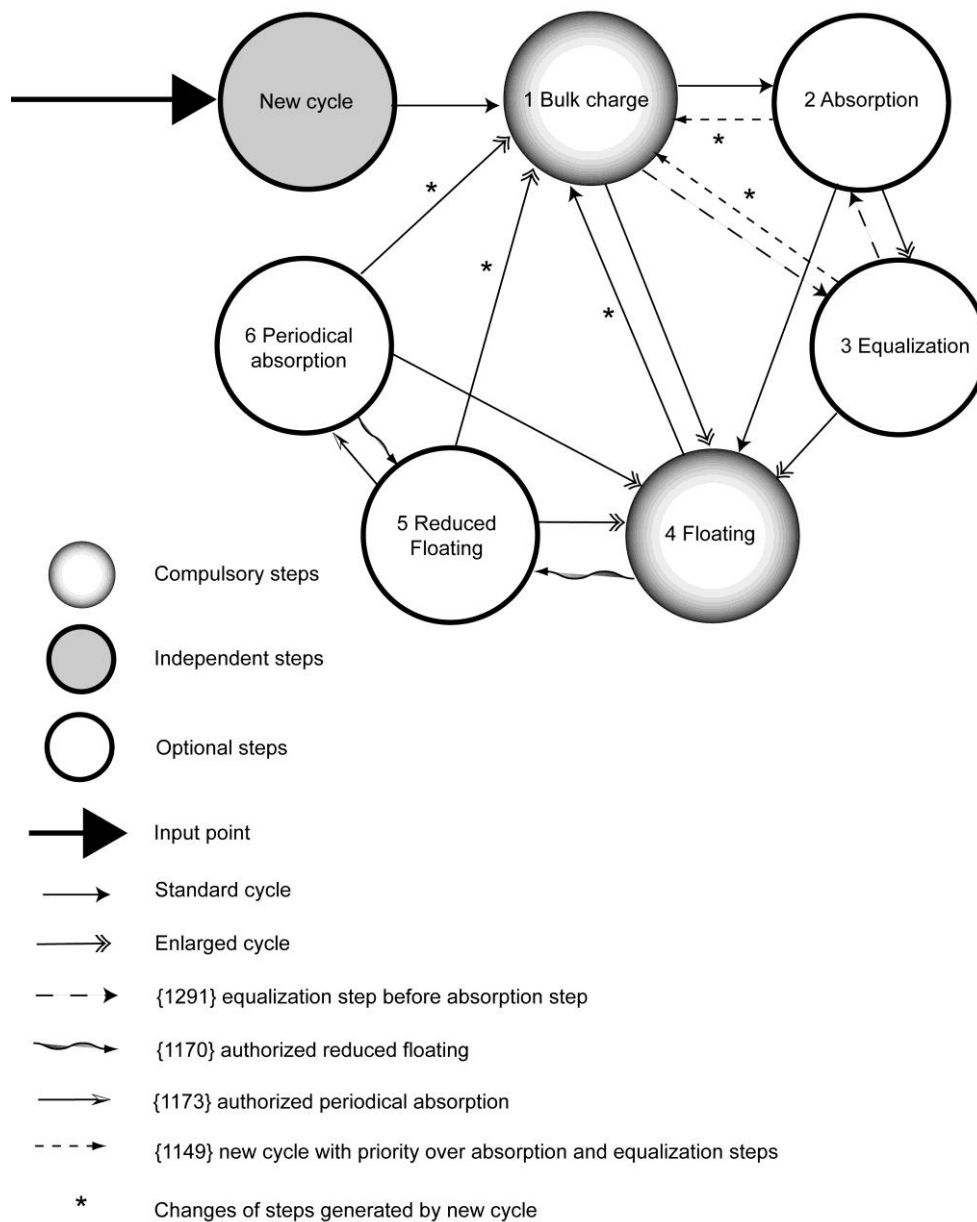 New cycle
1 Bulk charge
2 Absorption
*
*
*
*
*
6 Periodical
absorption
3 Equalization
5 Reduced
Floating
4 Floating
Compulsory steps
Independent steps
Optional steps
Input point
Standard cycle
Enlarged cycle
{1291} equalization step before absorption step
{1170} authorized reduced floating
{1173} authorized periodical absorption
{1149} new cycle with priority over absorption and equalization steps
* Changes of steps generated by new cycle